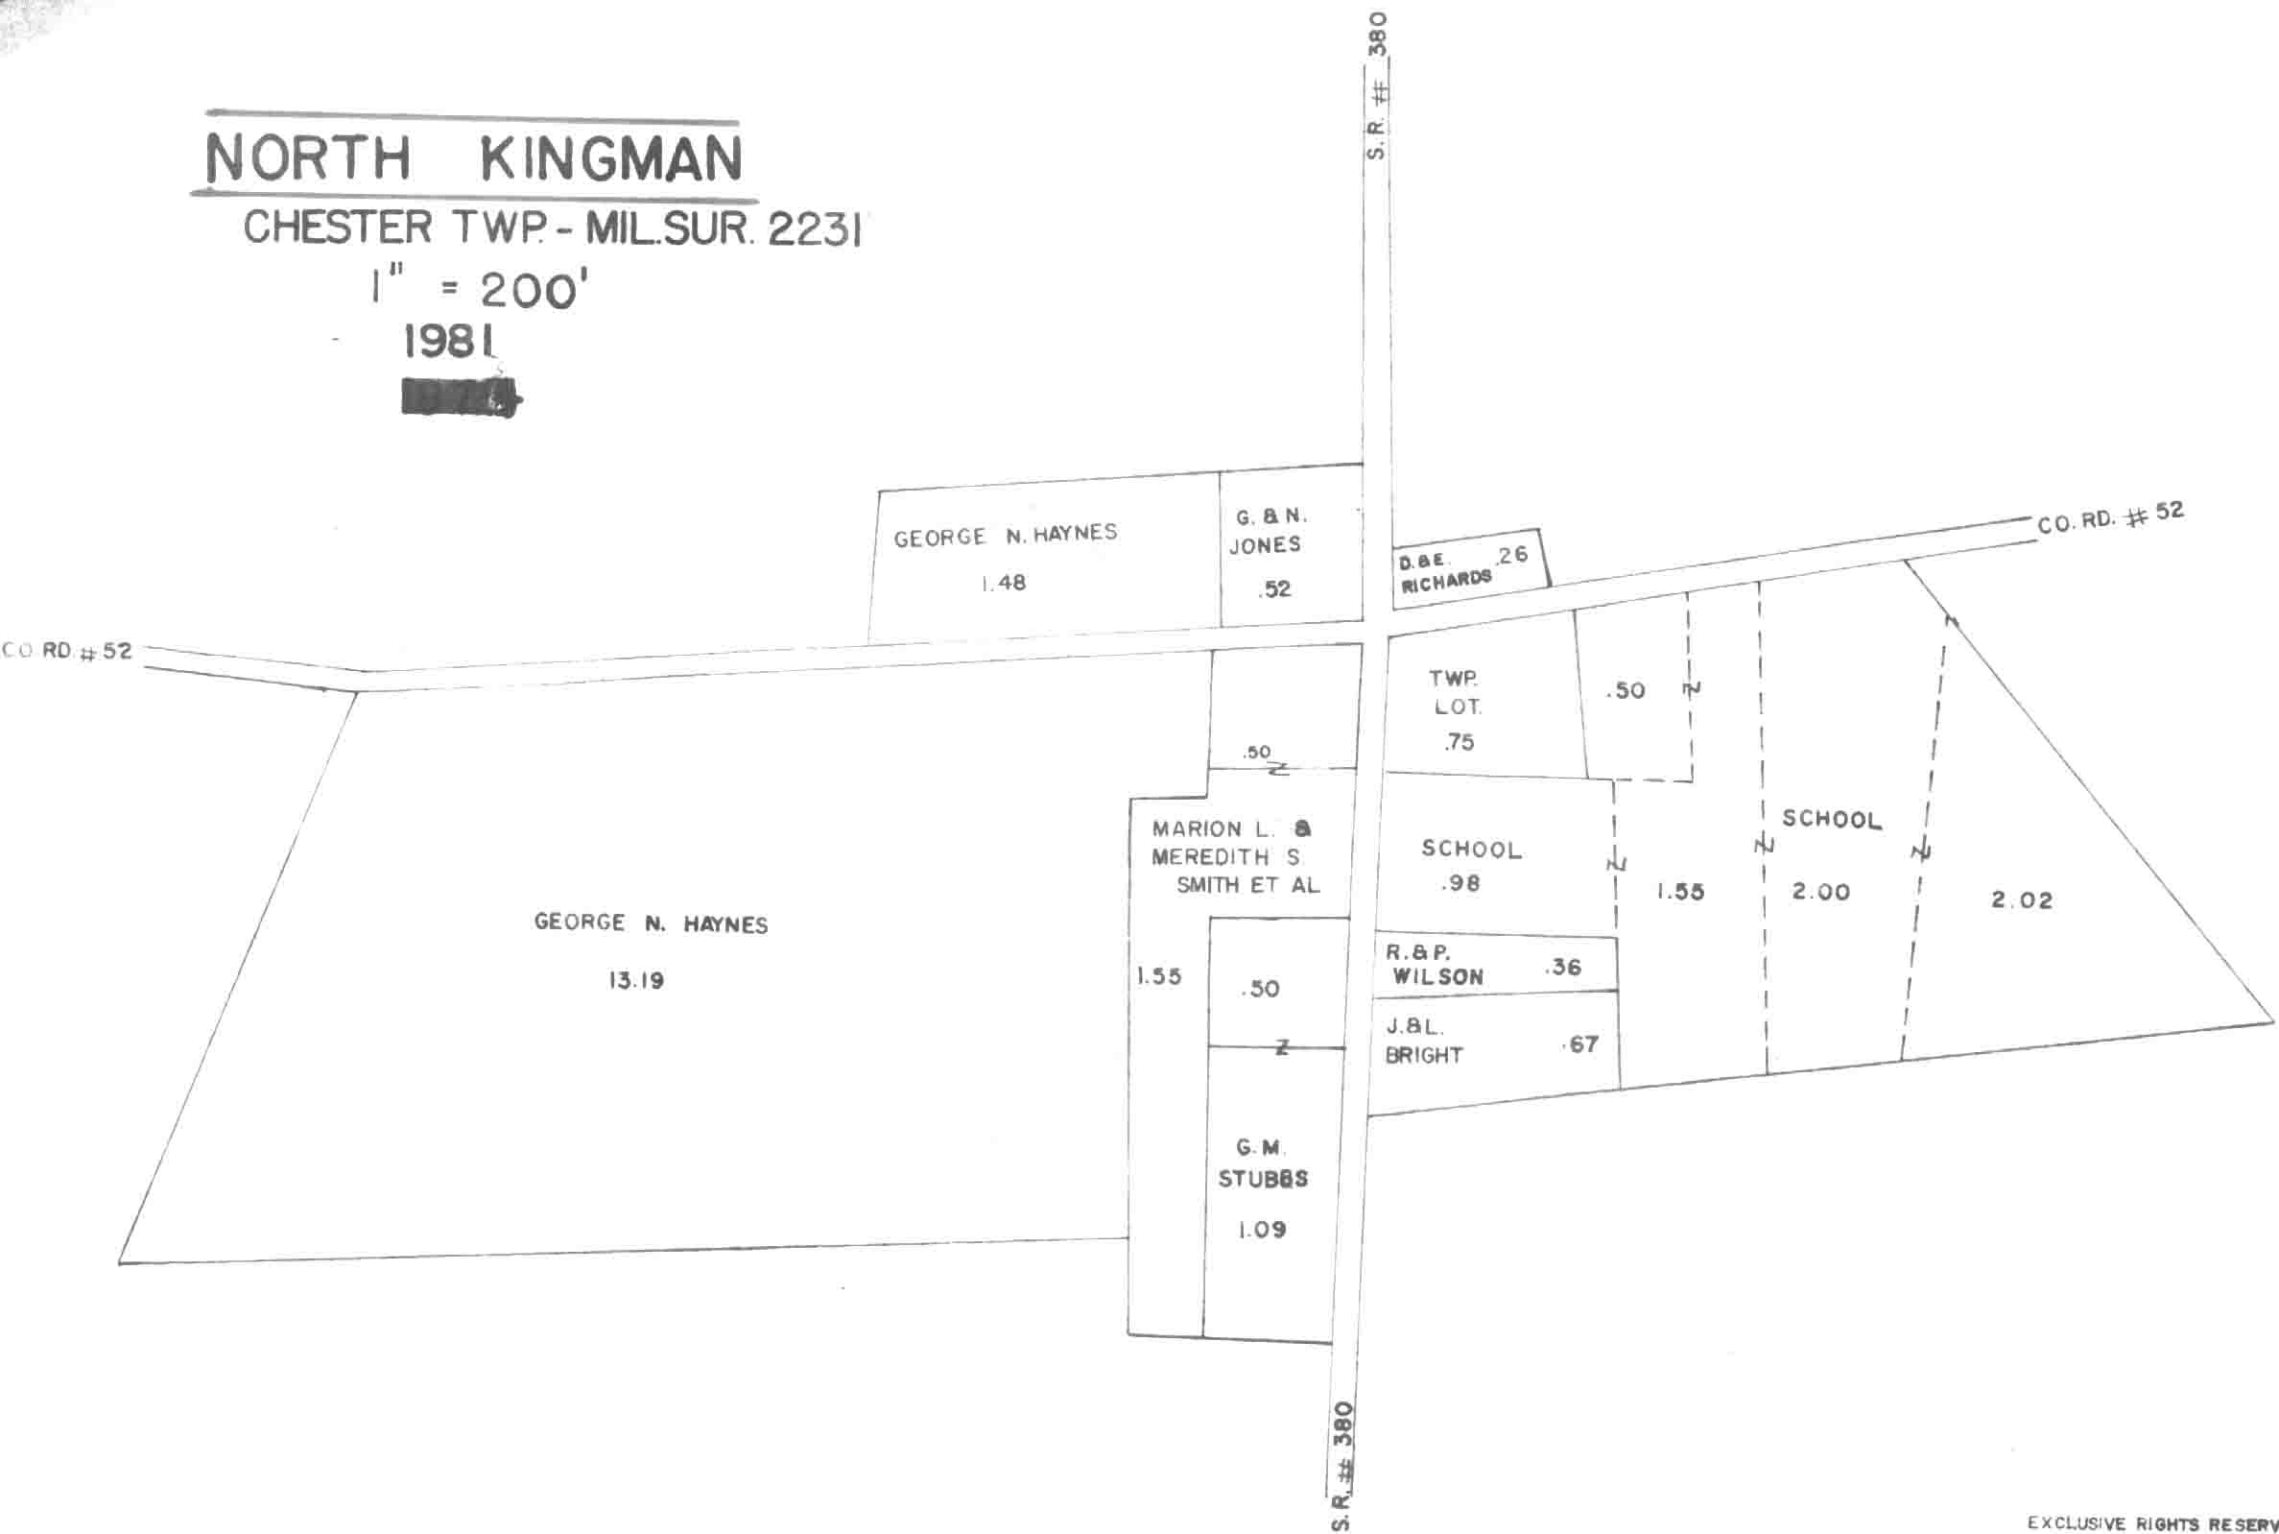 NORTH KINGMAN
CHESTER TWP. - MIL. SUR. 2231
1" = 200'
1981
S. R. # 380
GEORGE N. HAYNES
1.48
G. & N.
JONES
.52
D. & E. .26
RICHARDS
CO. RD. # 52
CO. RD. # 52
TWP.
LOT.
.75
.50
.50
MARION L. &
MEREDITH S.
SMITH ET AL
SCHOOL
.98
SCHOOL
1.55
2.00
2.02
GEORGE N. HAYNES
13.19
1.55
.50
R. & P.
WILSON .36
J. & L.
BRIGHT .67
G. M.
STUBBS
1.09
S. R. # 380
EXCLUSIVE RIGHTS RESERV